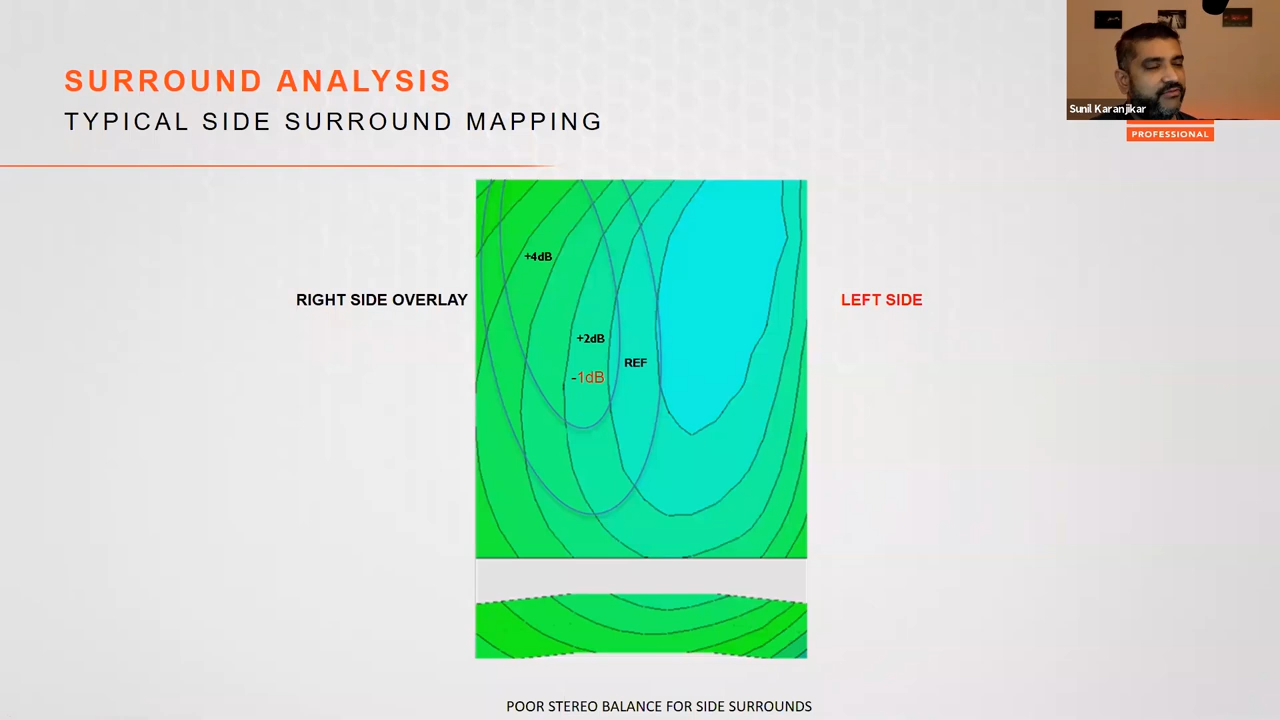 SURROUND ANALYSIS
TYPICAL SIDE SURROUND MAPPING
Sunil Karanjikar
PROFESSIONAL
+4dB
RIGHT SIDE OVERLAY
LEFT SIDE
+2dB
REF
-1dB
POOR STEREO BALANCE FOR SIDE SURROUNDS